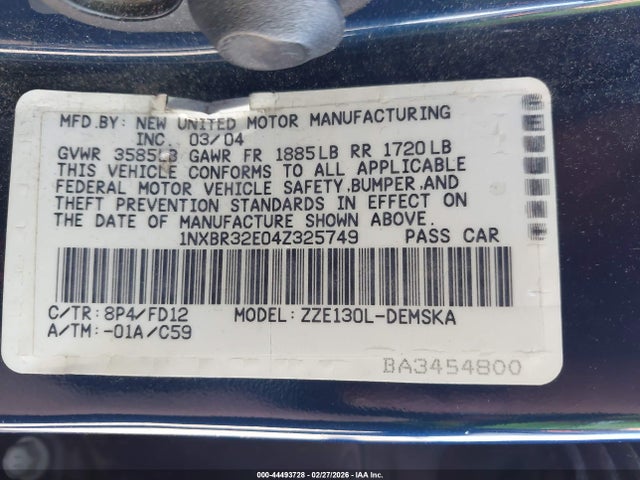 MFD.BY: NEW UNITED MOTOR MANUFACTURING
INC. 03/04
GVWR 3585LB GAWR FR 1885LB RR 1720LB
THIS VEHICLE CONFORMS TO ALL APPLICABLE
FEDERAL MOTOR VEHICLE SAFETY,BUMPER,AND
THEFT PREVENTION STANDARDS IN EFFECT ON
THE DATE OF MANUFACTURE SHOWN ABOVE.
1NXBR32E04Z325749 PASS CAR
C/TR: 8P4/FD12 MODEL: ZZE130L-DEMSKA
A/TM: -01A/C59
BA3454800
000-44493728 - 02/27/2026 - IAA Inc.